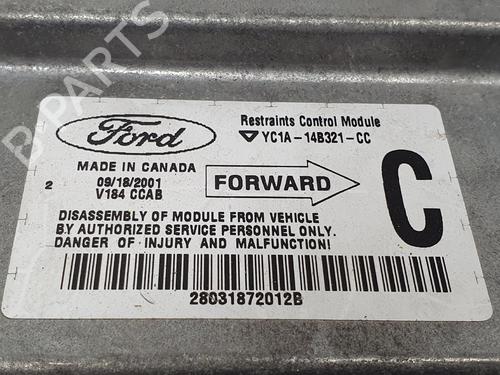 Ford
Restraints Control Module
YC1A-14B321-CC
MADE IN CANADA
2
09/18/2001
V184 CCAB
FORWARD
C
DISASSEMBLY OF MODULE FROM VEHICLE
BY AUTHORIZED SERVICE PERSONNEL ONLY.
DANGER OF INJURY AND MALFUNCTION!
28031872012B
B PARTS